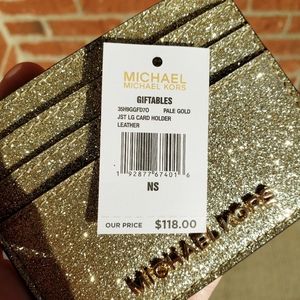 MICHAEL
MICHAEL KORS
GIFTABLES
35H9GGFD7O PALE GOLD
JST LG CARD HOLDER
LEATHER
1 92877 67401 6
NS
OUR PRICE $118.00
MICHAEL KORS